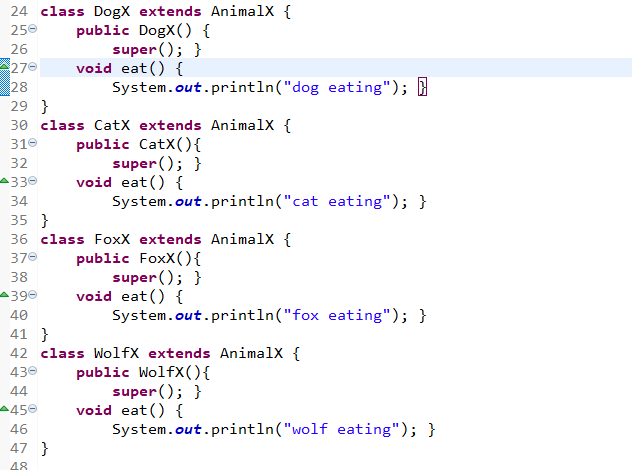 24 class DogX extends AnimalX {
25 public DogX() {
26 super(); }
27 void eat() {
28 System.out.println("dog eating"); }
29 }
30 class CatX extends AnimalX {
31 public CatX(){
32 super(); }
33 void eat() {
34 System.out.println("cat eating"); }
35 }
36 class FoxX extends AnimalX {
37 public FoxX(){
38 super(); }
39 void eat() {
40 System.out.println("fox eating"); }
41 }
42 class WolfX extends AnimalX {
43 public WolfX(){
44 super(); }
45 void eat() {
46 System.out.println("wolf eating"); }
47 }
48